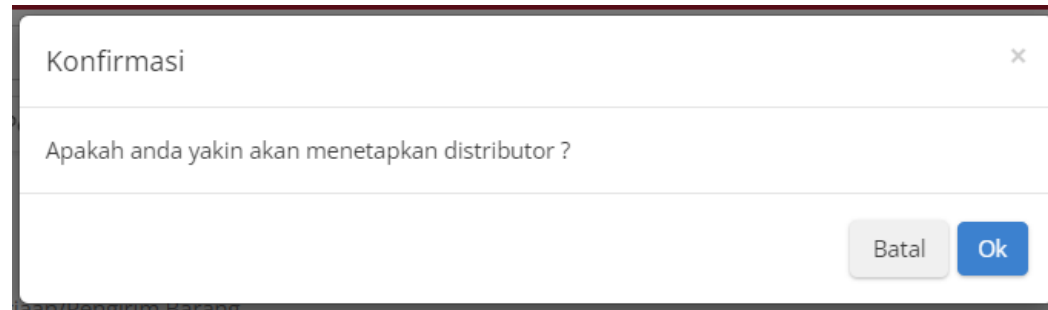 Konfirmasi
×
Apakah anda yakin akan menetapkan distributor ?
Batal
Ok